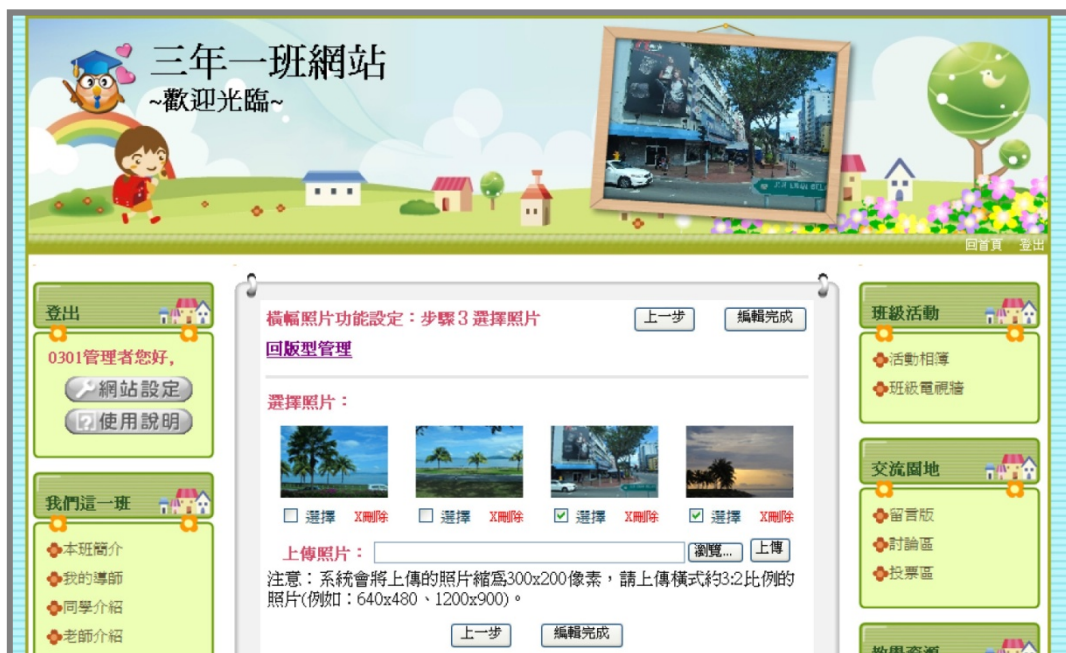 三年一班網站
~歡迎光臨~
回首頁 登出
登出
0301管理者您好,
網站設定
使用說明
我們這一班
本班簡介
我的導師
同學介紹
老師介紹
橫幅照片功能設定：步驟3選擇照片
上一步 編輯完成
回版型管理
選擇照片：
選擇 X刪除 選擇 X刪除 選擇 X刪除 選擇 X刪除
上傳照片： 瀏覽... 上傳
注意：系統會將上傳的照片縮為300x200像素，請上傳橫式約3:2比例的
照片(例如：640x480、1200x900)。
上一步 編輯完成
班級活動
活動相簿
班級電視牆
交流園地
留言版
討論區
投票區
教學資源